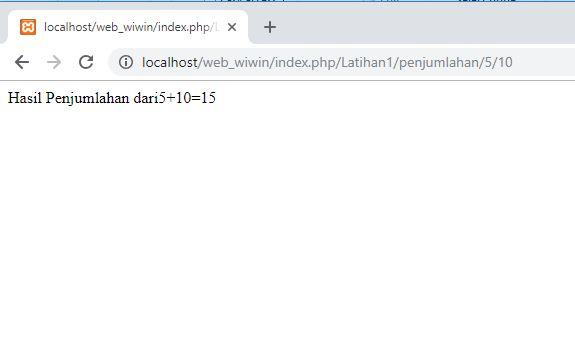 localhost/web_wiwin/index.php/L
localhost/web_wiwin/index.php/Latihan1/penjumlahan/5/10
Hasil Penjumlahan dari5+10=15